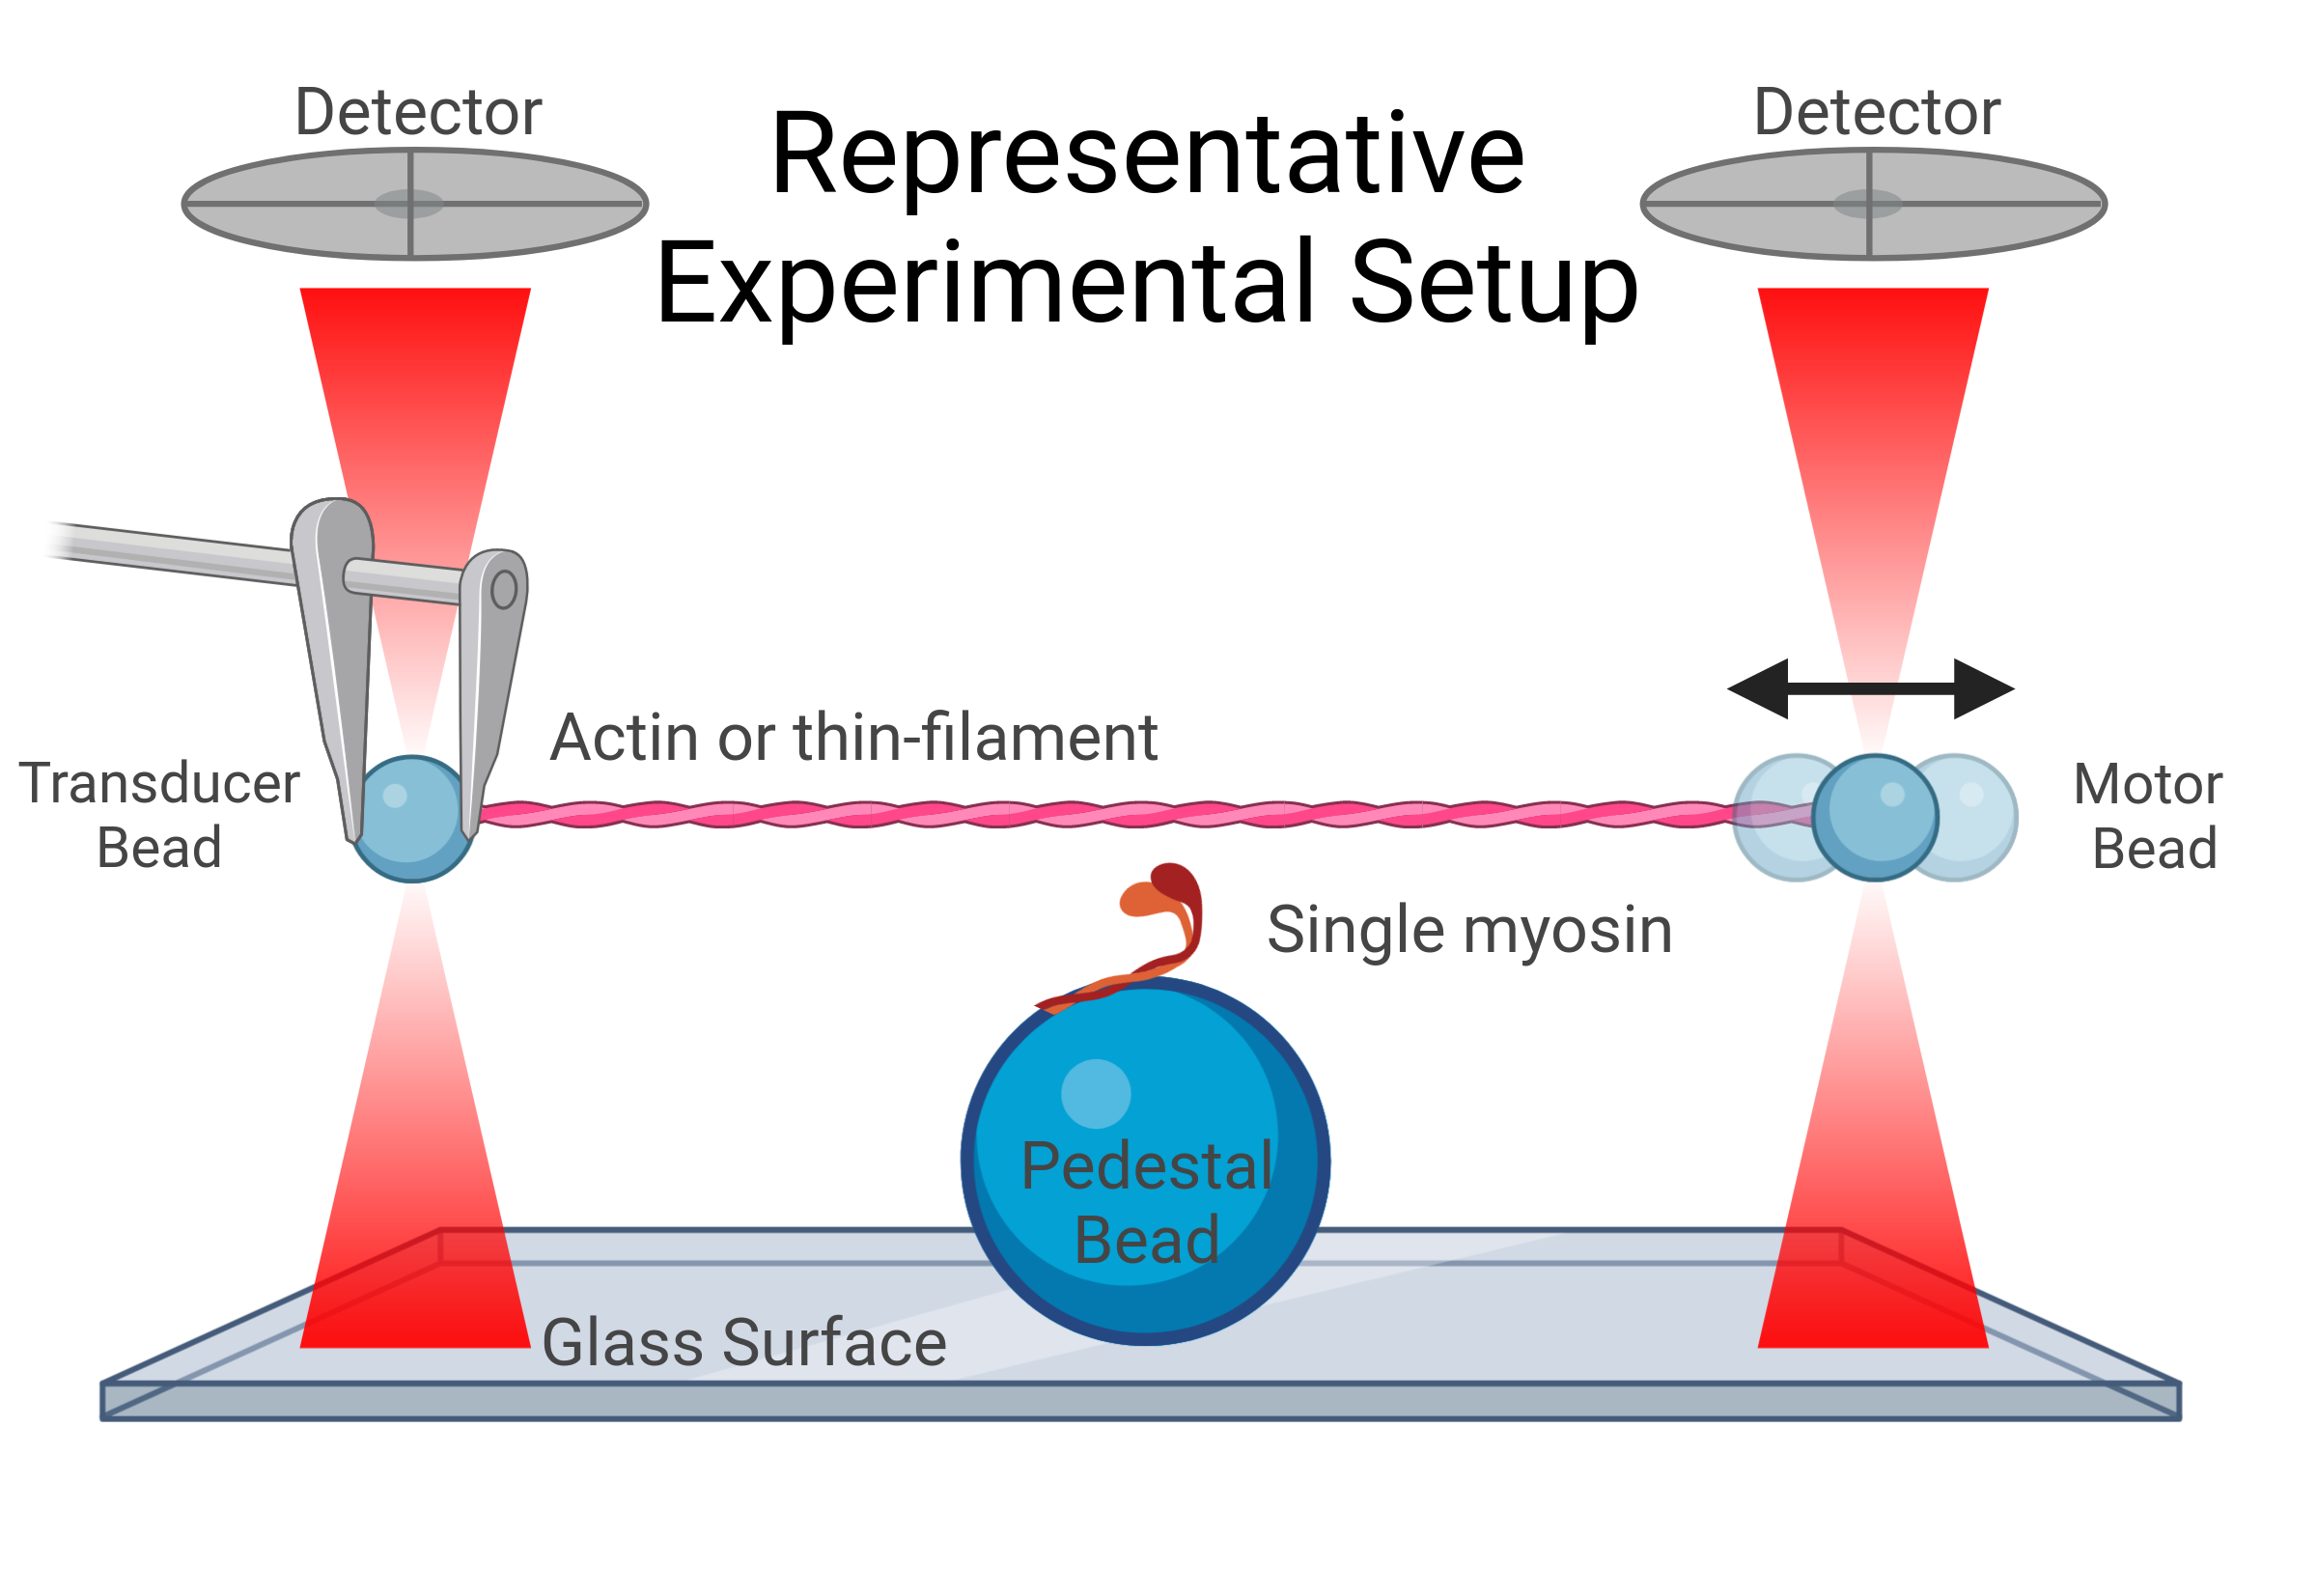 Detector
Representative
Experimental Setup
Detector
Transducer
Bead
Actin or thin-filament
Motor
Bead
Single myosin
Pedestal
Bead
Glass Surface